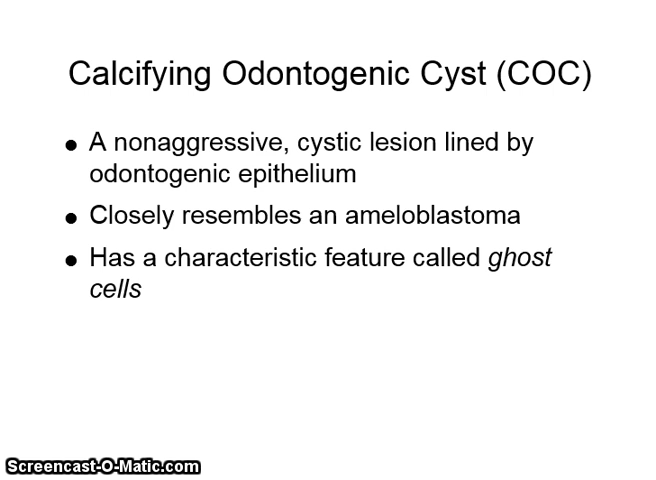 Calcifying Odontogenic Cyst (COC)
● A nonaggressive, cystic lesion lined by
odontogenic epithelium
● Closely resembles an ameloblastoma
● Has a characteristic feature called ghost
cells
Screencast-O-Matic.com